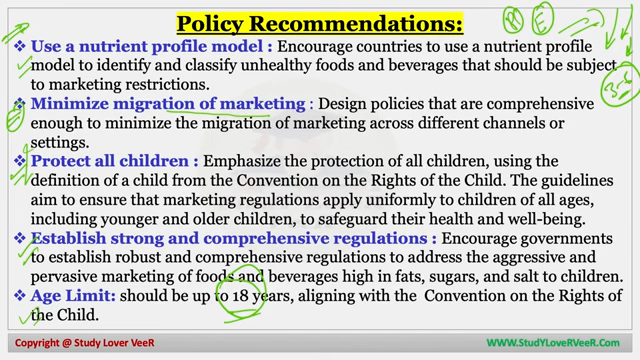 Policy Recommendations:
❖ Use a nutrient profile model : Encourage countries to use a nutrient profile
model to identify and classify unhealthy foods and beverages that should be subject
to marketing restrictions.
❖ Minimize migration of marketing : Design policies that are comprehensive
enough to minimize the migration of marketing across different channels or
settings.
❖ Protect all children : Emphasize the protection of all children, using the
definition of a child from the Convention on the Rights of the Child. The guidelines
aim to ensure that marketing regulations apply uniformly to children of all ages,
including younger and older children, to safeguard their health and well-being.
❖ Establish strong and comprehensive regulations : Encourage governments
to establish robust and comprehensive regulations to address the aggressive and
pervasive marketing of foods and beverages high in fats, sugars, and salt to children.
❖ Age Limit: should be up to 18 years, aligning with the Convention on the Rights of
the Child.
Copyright @ Study Lover VeeR
WWW.StudYLoveRVeeR.Com